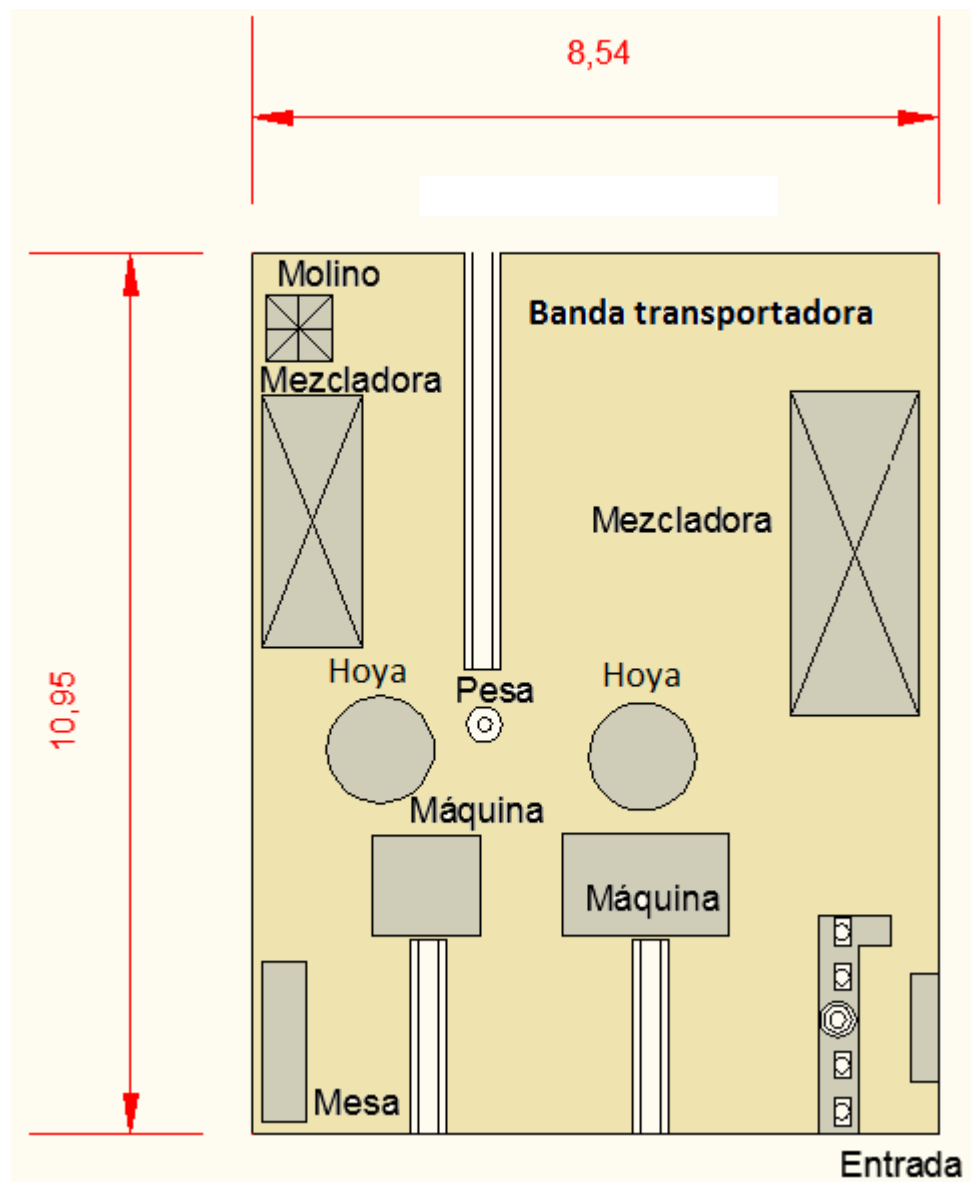 8,54
Molino
Banda transportadora
Mezcladora
Mezcladora
10,95
Hoya
Pesa
Hoya
Máquina
Máquina
Mesa
Entrada